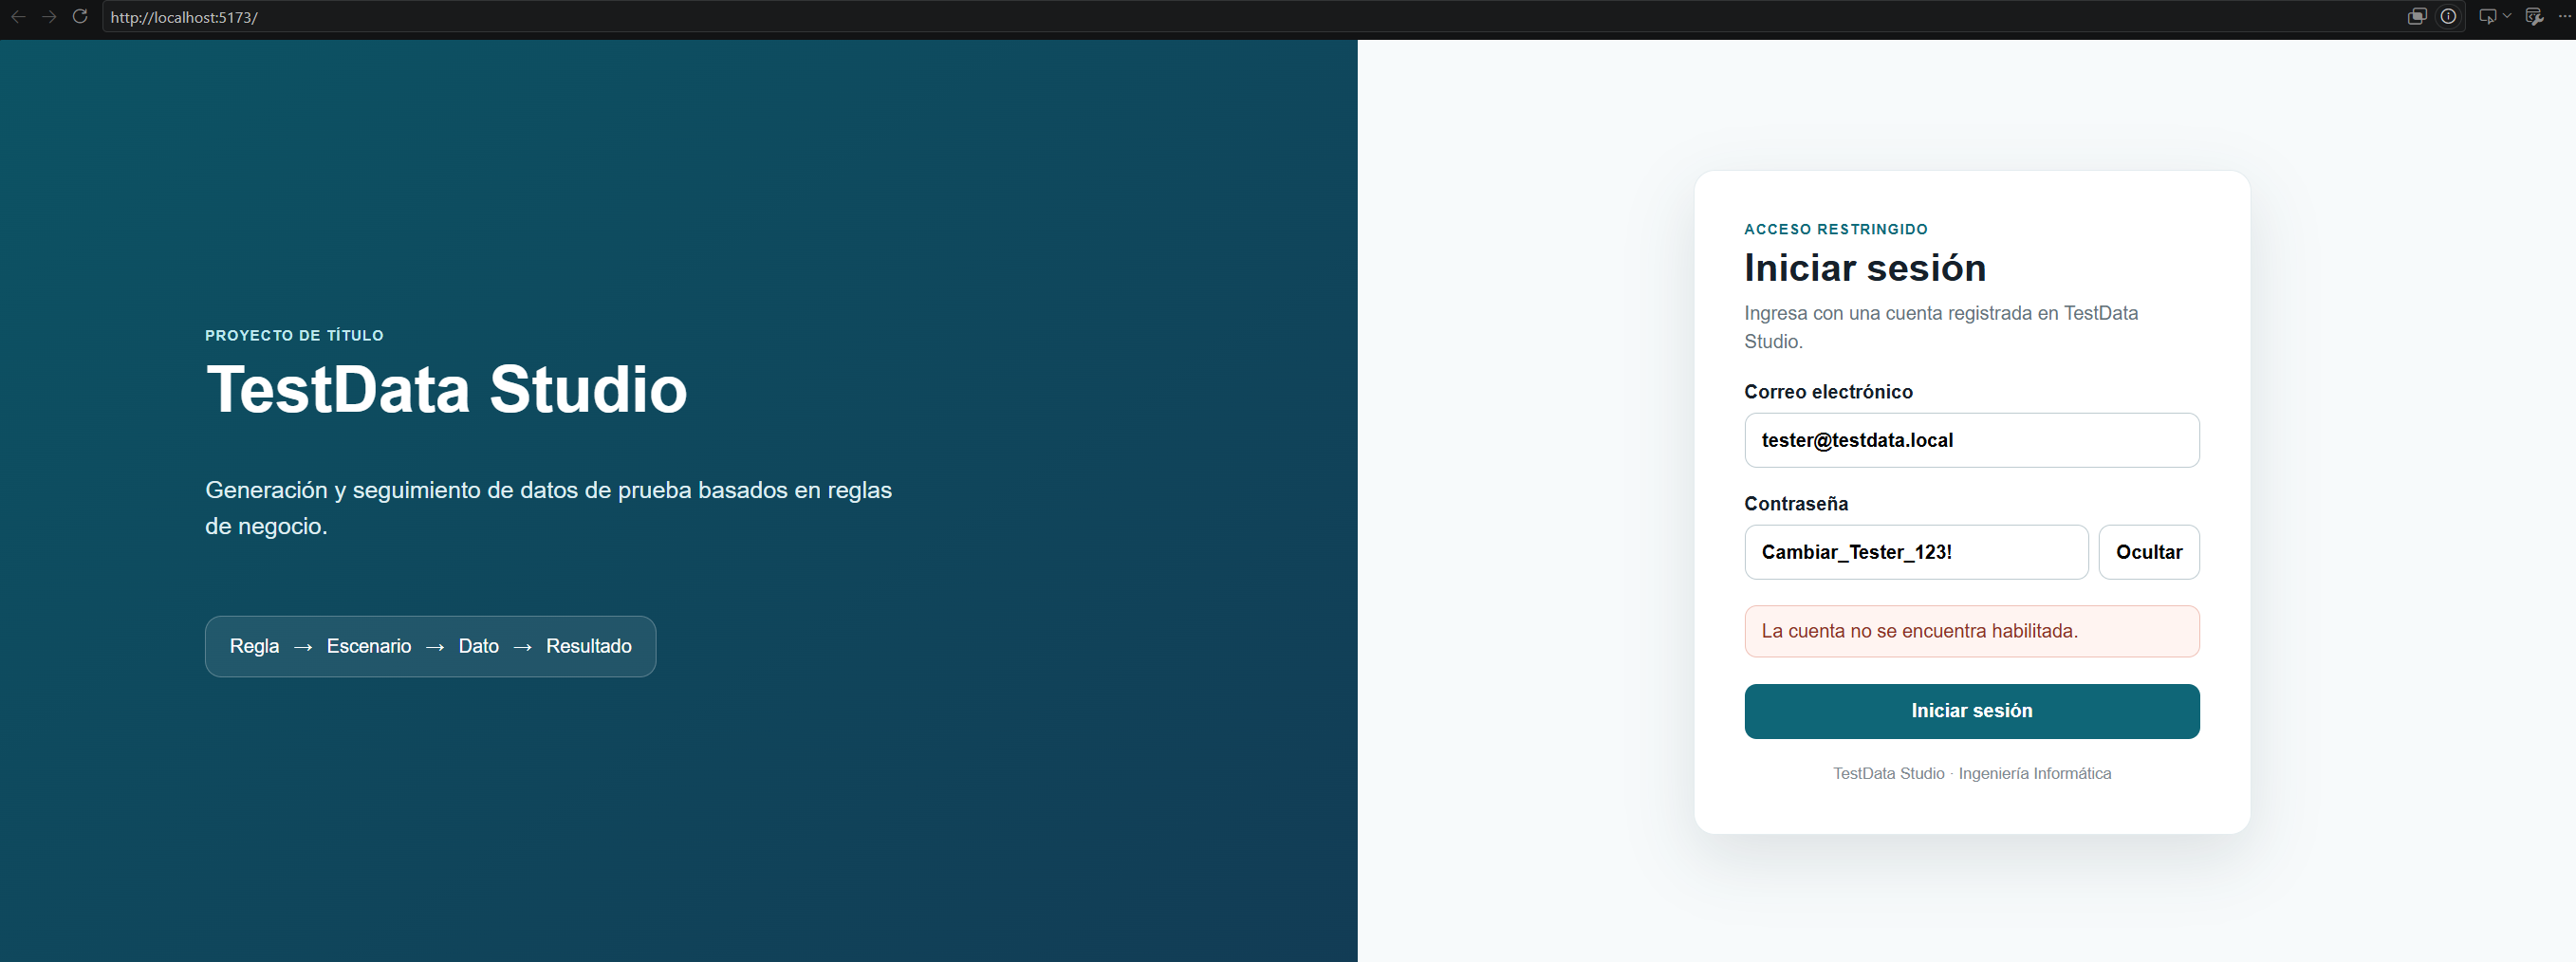 http://localhost:5173/
PROYECTO DE TÍTULO
TestData Studio
Generación y seguimiento de datos de prueba basados en reglas
de negocio.
Regla → Escenario → Dato → Resultado
ACCESO RESTRINGIDO
Iniciar sesión
Ingresa con una cuenta registrada en TestData
Studio.
Correo electrónico
tester@testdata.local
Contraseña
Cambiar_Tester_123!
Ocultar
La cuenta no se encuentra habilitada.
Iniciar sesión
TestData Studio · Ingeniería Informática